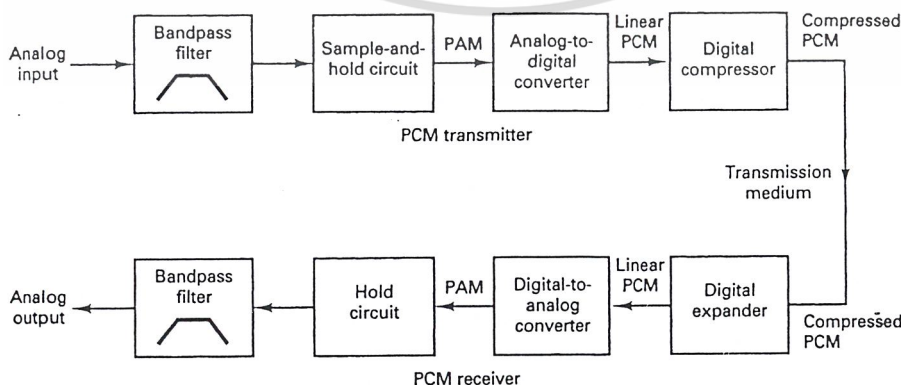 Analog
input
Bandpass
filter
Sample-and-
hold circuit
PAM
Analog-to-
digital
converter
Linear
PCM
Digital
compressor
Compressed
PCM
PCM transmitter
Transmission
medium
Analog
output
Bandpass
filter
Hold
circuit
PAM
Digital-to-
analog
converter
Linear
PCM
Digital
expander
Compressed
PCM
PCM receiver